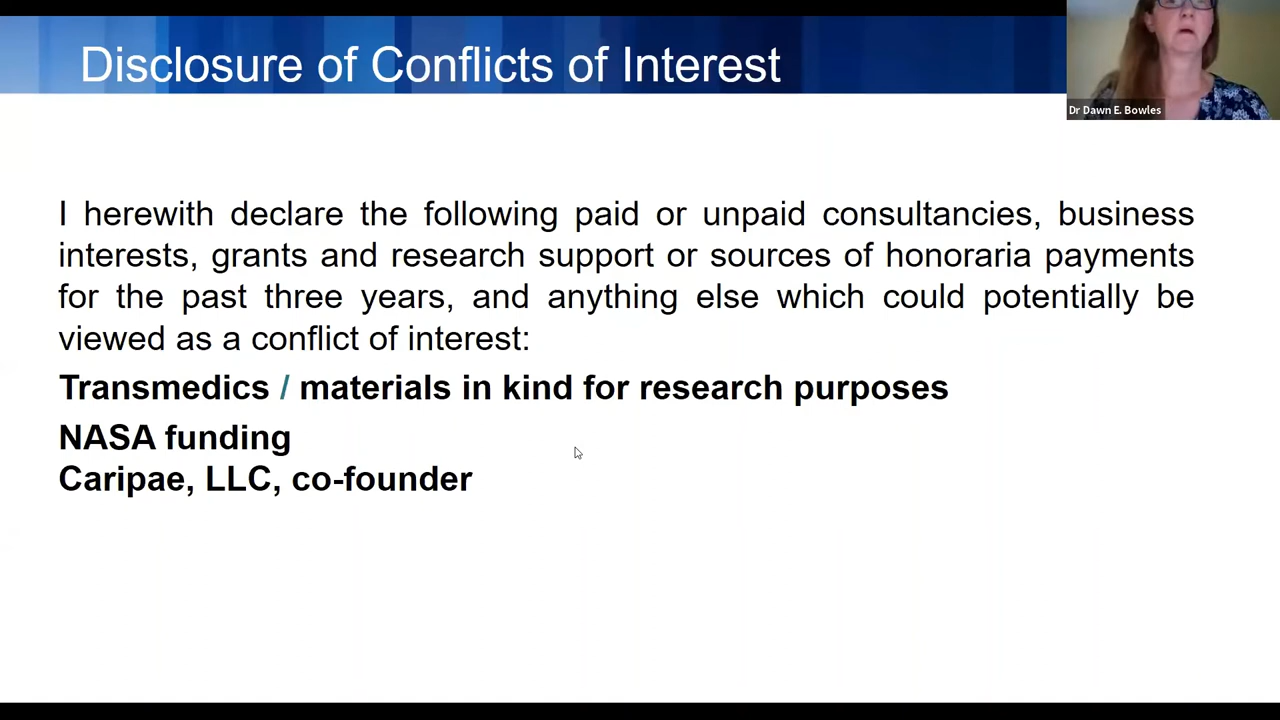 Disclosure of Conflicts of Interest
Dr Dawn E. Bowles
I herewith declare the following paid or unpaid consultancies, business
interests, grants and research support or sources of honoraria payments
for the past three years, and anything else which could potentially be
viewed as a conflict of interest:
Transmedics / materials in kind for research purposes
NASA funding
Caripae, LLC, co-founder